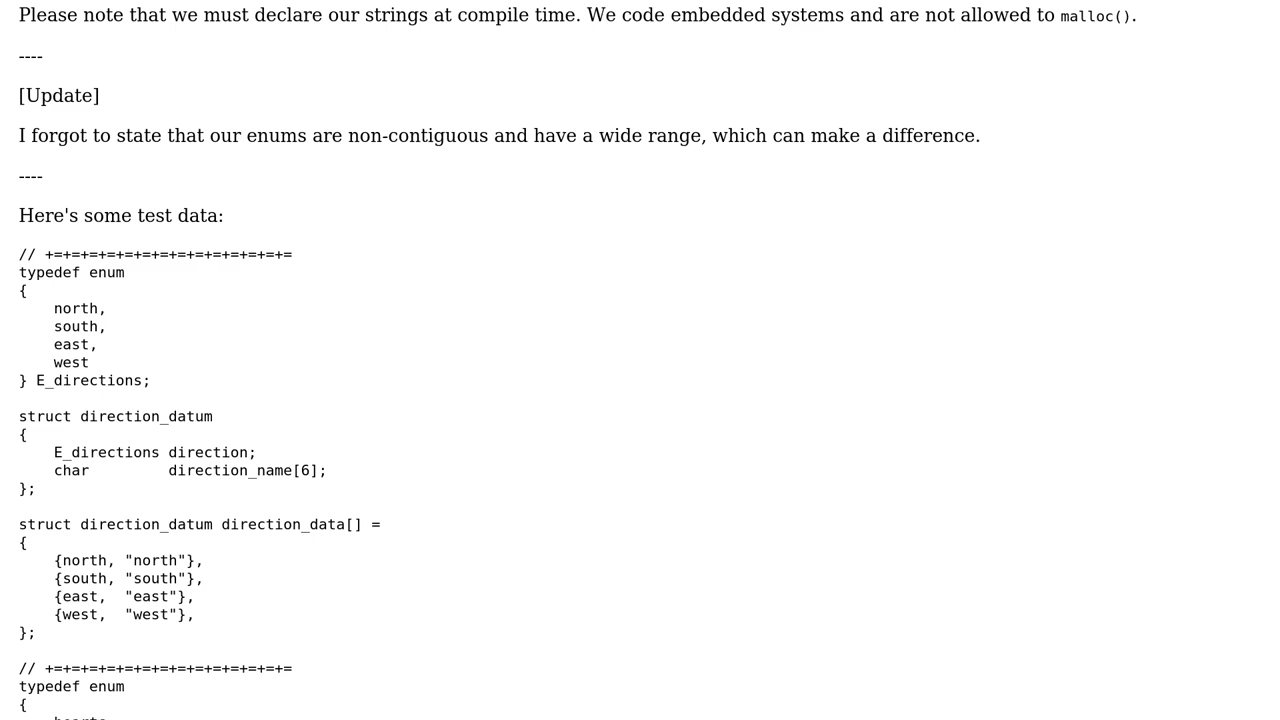 Please note that we must declare our strings at compile time. We code embedded systems and are not allowed to malloc().
----
[Update]
I forgot to state that our enums are non-contiguous and have a wide range, which can make a difference.
----
Here's some test data:
// +=+=+=+=+=+=+=+=+=+=+=+=+=+=
typedef enum
{
    north,
    south,
    east,
    west
} E_directions;
struct direction_datum
{
    E_directions direction;
    char         direction_name[6];
};
struct direction_datum direction_data[] =
{
    {north, "north"},
    {south, "south"},
    {east,  "east"},
    {west,  "west"},
};
// +=+=+=+=+=+=+=+=+=+=+=+=+=+=
typedef enum
{